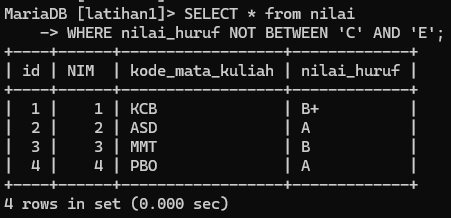 MariaDB [latihan1]> SELECT * from nilai
    -> WHERE nilai_huruf NOT BETWEEN 'C' AND 'E';
+----+------+------------------+-------------+
| id | NIM  | kode_mata_kuliah | nilai_huruf |
+----+------+------------------+-------------+
|  1 |    1 | KCB              | B+          |
|  2 |    2 | ASD              | A           |
|  3 |    3 | MMT              | B           |
|  4 |    4 | PBO              | A           |
+----+------+------------------+-------------+
4 rows in set (0.000 sec)